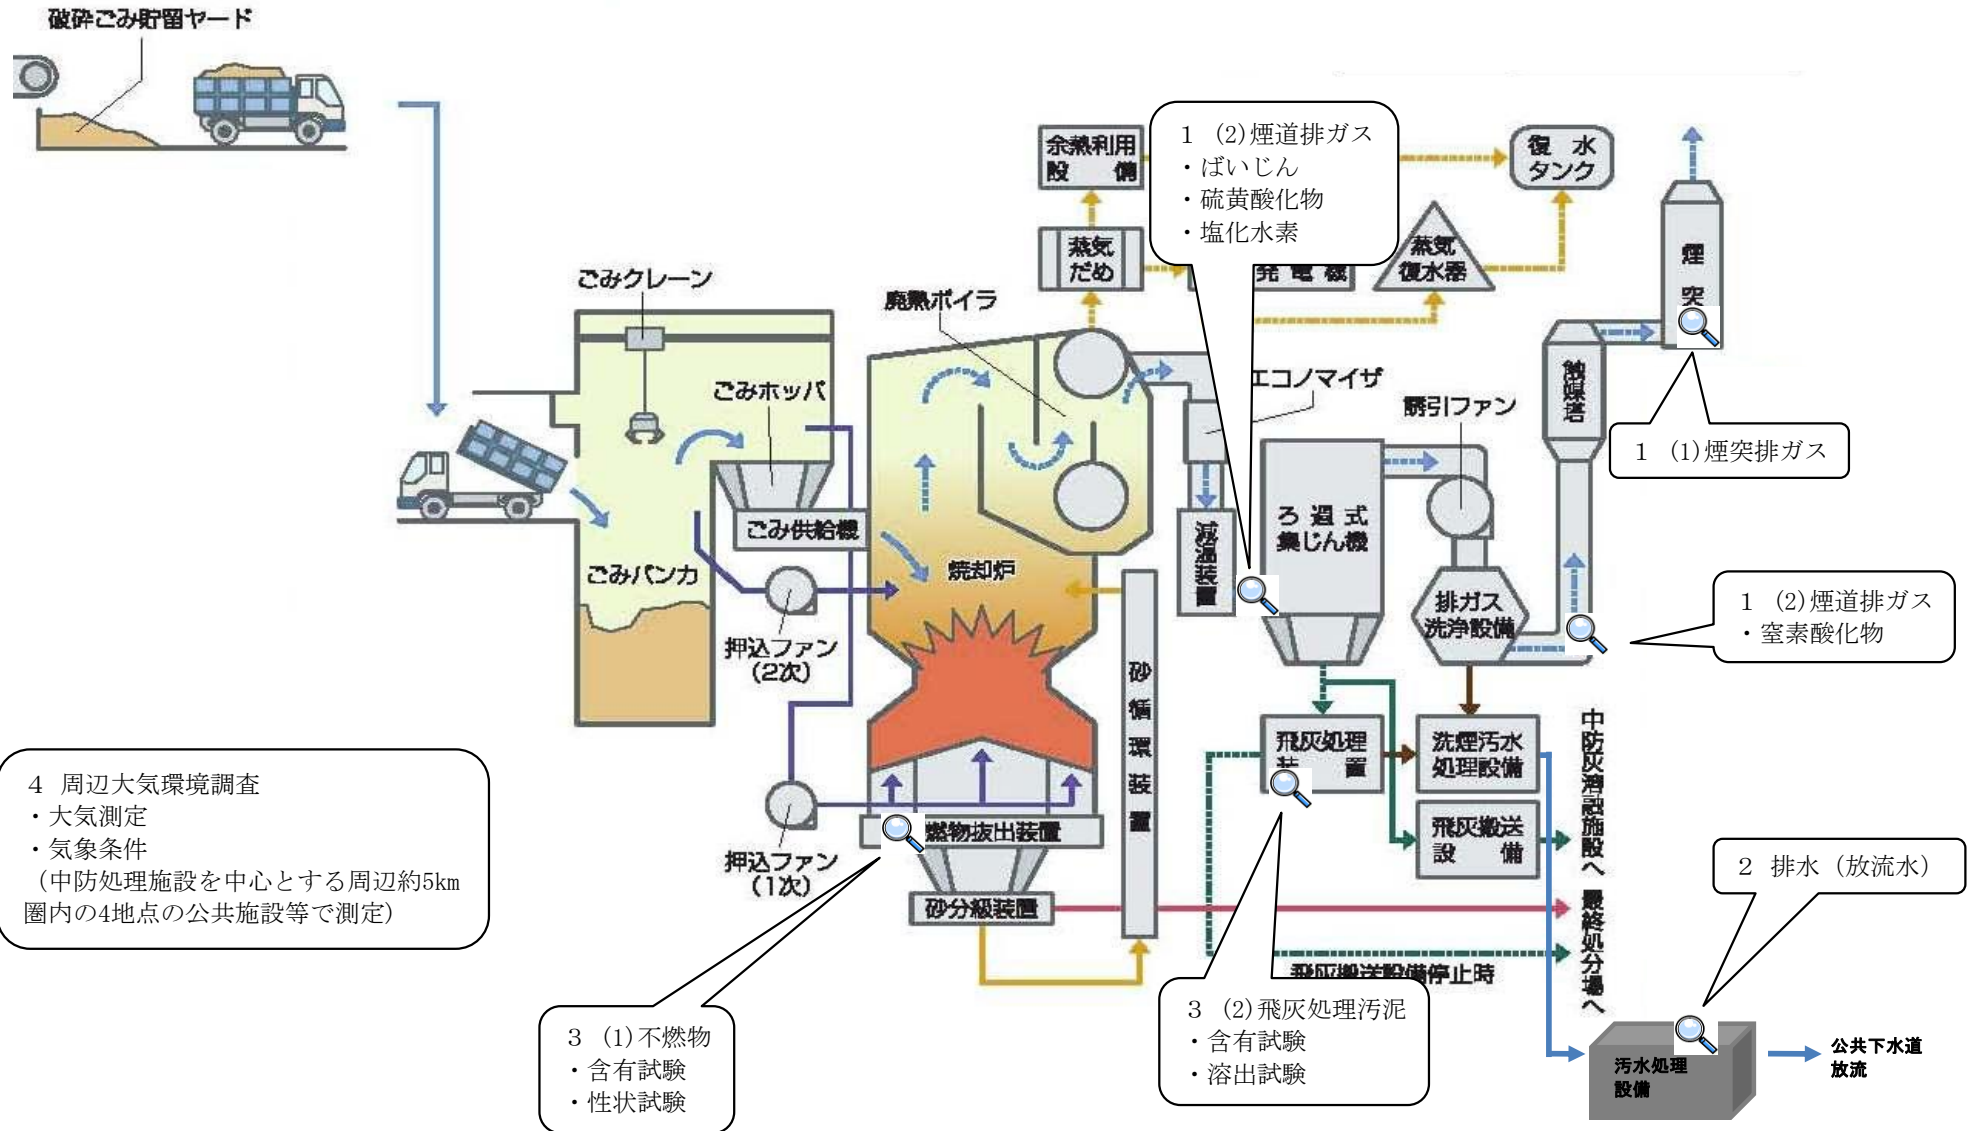 破砕ごみ貯留ヤード
1 (2)煙道排ガス
・ばいじん
・硫黄酸化物
・塩化水素
余熱利用
設 備
復 水
タンク
蒸気
だめ
発 電 機
蒸気
復水器
煙
突
ごみクレーン
廃熱ボイラ
ごみホッパ
エコノマイザ
誘引ファン
触媒塔
1 (1)煙突排ガス
ごみ供給機
減温装置
ろ 過 式
集じん機
ごみバンカ
焼却炉
排ガス
洗浄設備
1 (2)煙道排ガス
・窒素酸化物
押込ファン
(2次)
砂循環装置
飛灰処理
装 置
洗煙汚水
処理設備
中防灰溶融施設へ
4 周辺大気環境調査
・大気測定
・気象条件
(中防処理施設を中心とする周辺約5km
圏内の4地点の公共施設等で測定)
燃物抜出装置
飛灰搬送
設 備
押込ファン
(1次)
砂分級装置
2 排水（放流水）
最終処分場へ
飛灰搬送設備停止時
3 (1)不燃物
・含有試験
・性状試験
3 (2)飛灰処理汚泥
・含有試験
・溶出試験
汚水処理
設備
公共下水道
放流